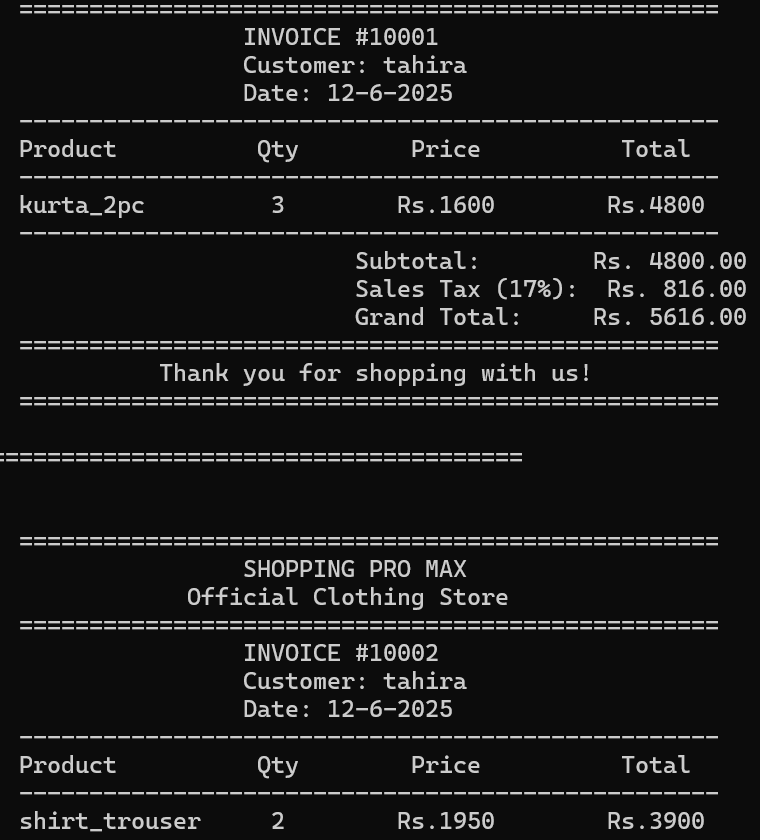 ==================================================
INVOICE #10001
Customer: tahira
Date: 12-6-2025
--------------------------------------------------
Product Qty Price Total
--------------------------------------------------
kurta_2pc 3 Rs.1600 Rs.4800
--------------------------------------------------
Subtotal: Rs. 4800.00
Sales Tax (17%): Rs. 816.00
Grand Total: Rs. 5616.00
==================================================
Thank you for shopping with us!
==================================================
======================================
==================================================
SHOPPING PRO MAX
Official Clothing Store
==================================================
INVOICE #10002
Customer: tahira
Date: 12-6-2025
--------------------------------------------------
Product Qty Price Total
--------------------------------------------------
shirt_trouser 2 Rs.1950 Rs.3900